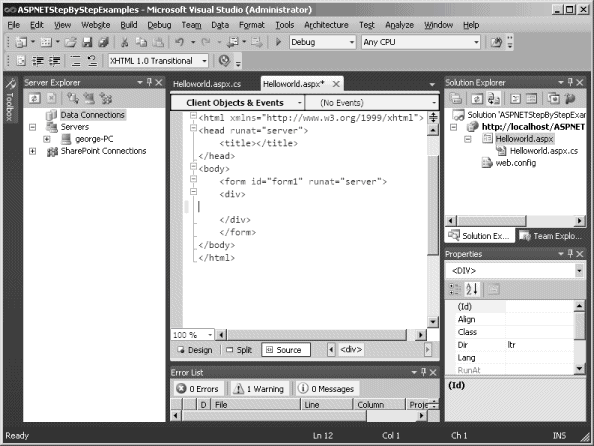 ASPNETStepByStepExamples - Microsoft Visual Studio (Administrator)
File Edit View Website Build Debug Team Data Format Tools Architecture Test Analyze Window Help
Debug Any CPU
XHTML 1.0 Transitional
Toolbox
Server Explorer
Data Connections
Servers
george-PC
SharePoint Connections
Helloworld.aspx.cs Helloworld.aspx*
Client Objects & Events (No Events)
<html xmlns="http://www.w3.org/1999/xhtml">
<head runat="server">
<title></title>
</head>
<body>
<form id="form1" runat="server">
<div>
</div>
</form>
</body>
</html>
100 %
Design Split Source <div>
Error List
0 Errors 1 Warning 0 Messages
D File Line Column Proje
Solution Explorer
Solution 'ASPNETStepByStepExam
http://localhost/ASPNET
Helloworld.aspx
Helloworld.aspx.cs
web.config
Solution Ex... Team Explo...
Properties
<DIV>
(Id)
Align
Class
Dir ltr
Lang
RunAt
(Id)
Ready Ln 12 Col 1 Ch 1 INS